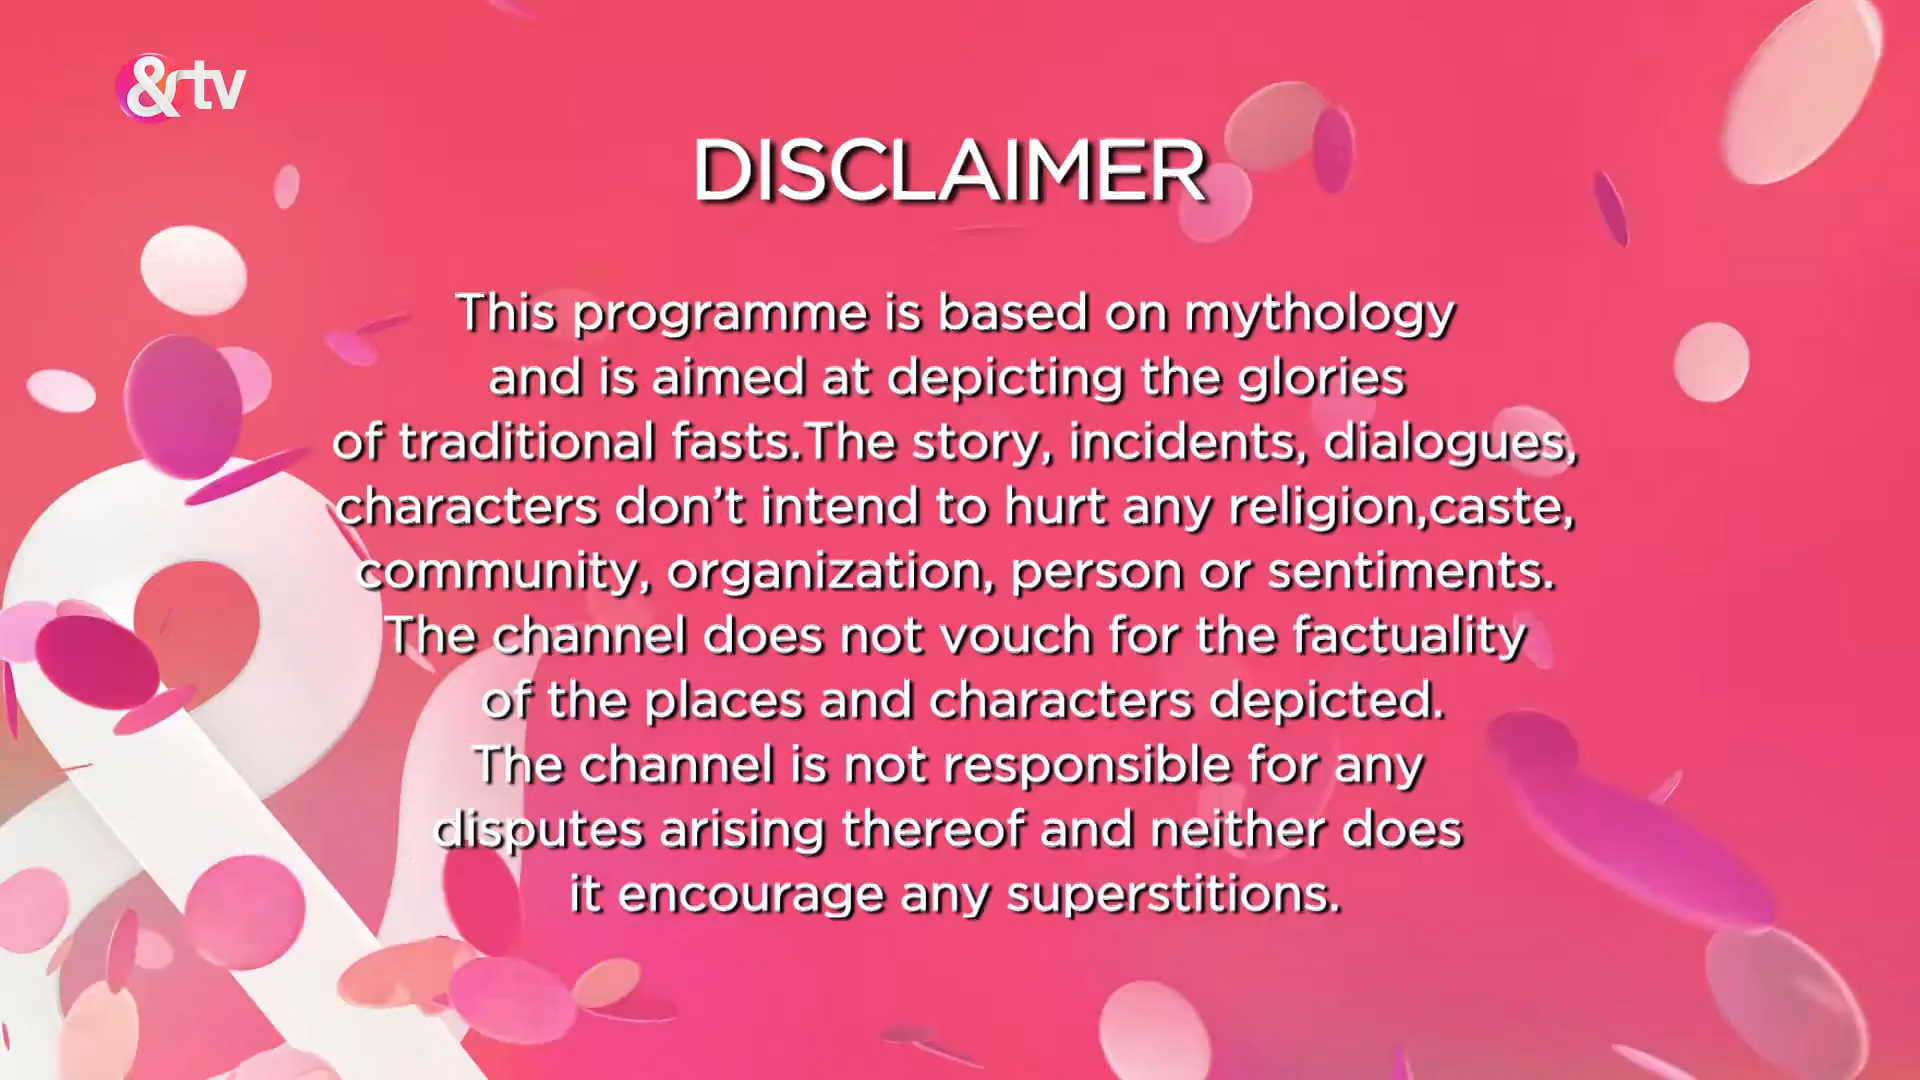 &tv
DISCLAIMER
This programme is based on mythology
and is aimed at depicting the glories
of traditional fasts.The story, incidents, dialogues,
characters don’t intend to hurt any religion,caste,
community, organization, person or sentiments.
The channel does not vouch for the factuality
of the places and characters depicted.
The channel is not responsible for any
disputes arising thereof and neither does
it encourage any superstitions.